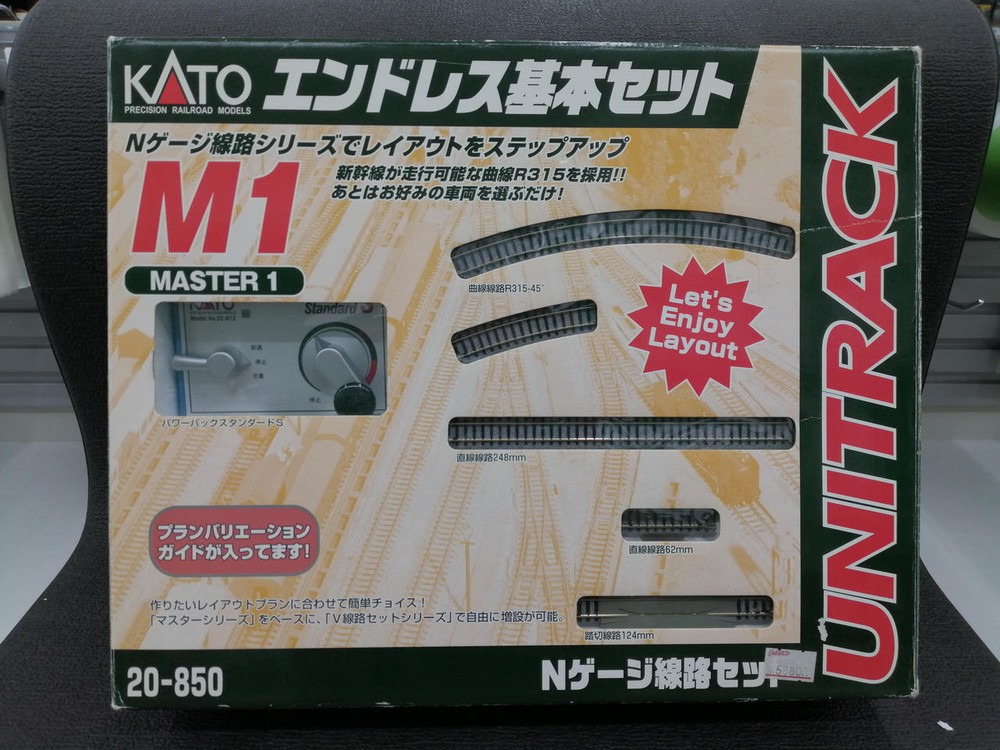 KATO
PRECISION RAILROAD MODELS
エンドレス基本セット
Nゲージ線路シリーズでレイアウトをステップアップ
M1
新幹線が走行可能な曲線R315を採用!!
あとはお好みの車両を選ぶだけ!
MASTER 1
KATO
Standard S
前進
停止
後進
停止
パワーパックスタンダードS
曲線線路R315-45°
Let's
Enjoy
Layout
直線線路248mm
直線線路62mm
踏切線路124mm
プランバリエーション
ガイドが入ってます!
作りたいレイアウトプランに合わせて簡単チョイス!
「マスターシリーズ」をベースに、「V線路セットシリーズ」で自由に増設が可能。
20-850
Nゲージ線路セッ
UNITRACK